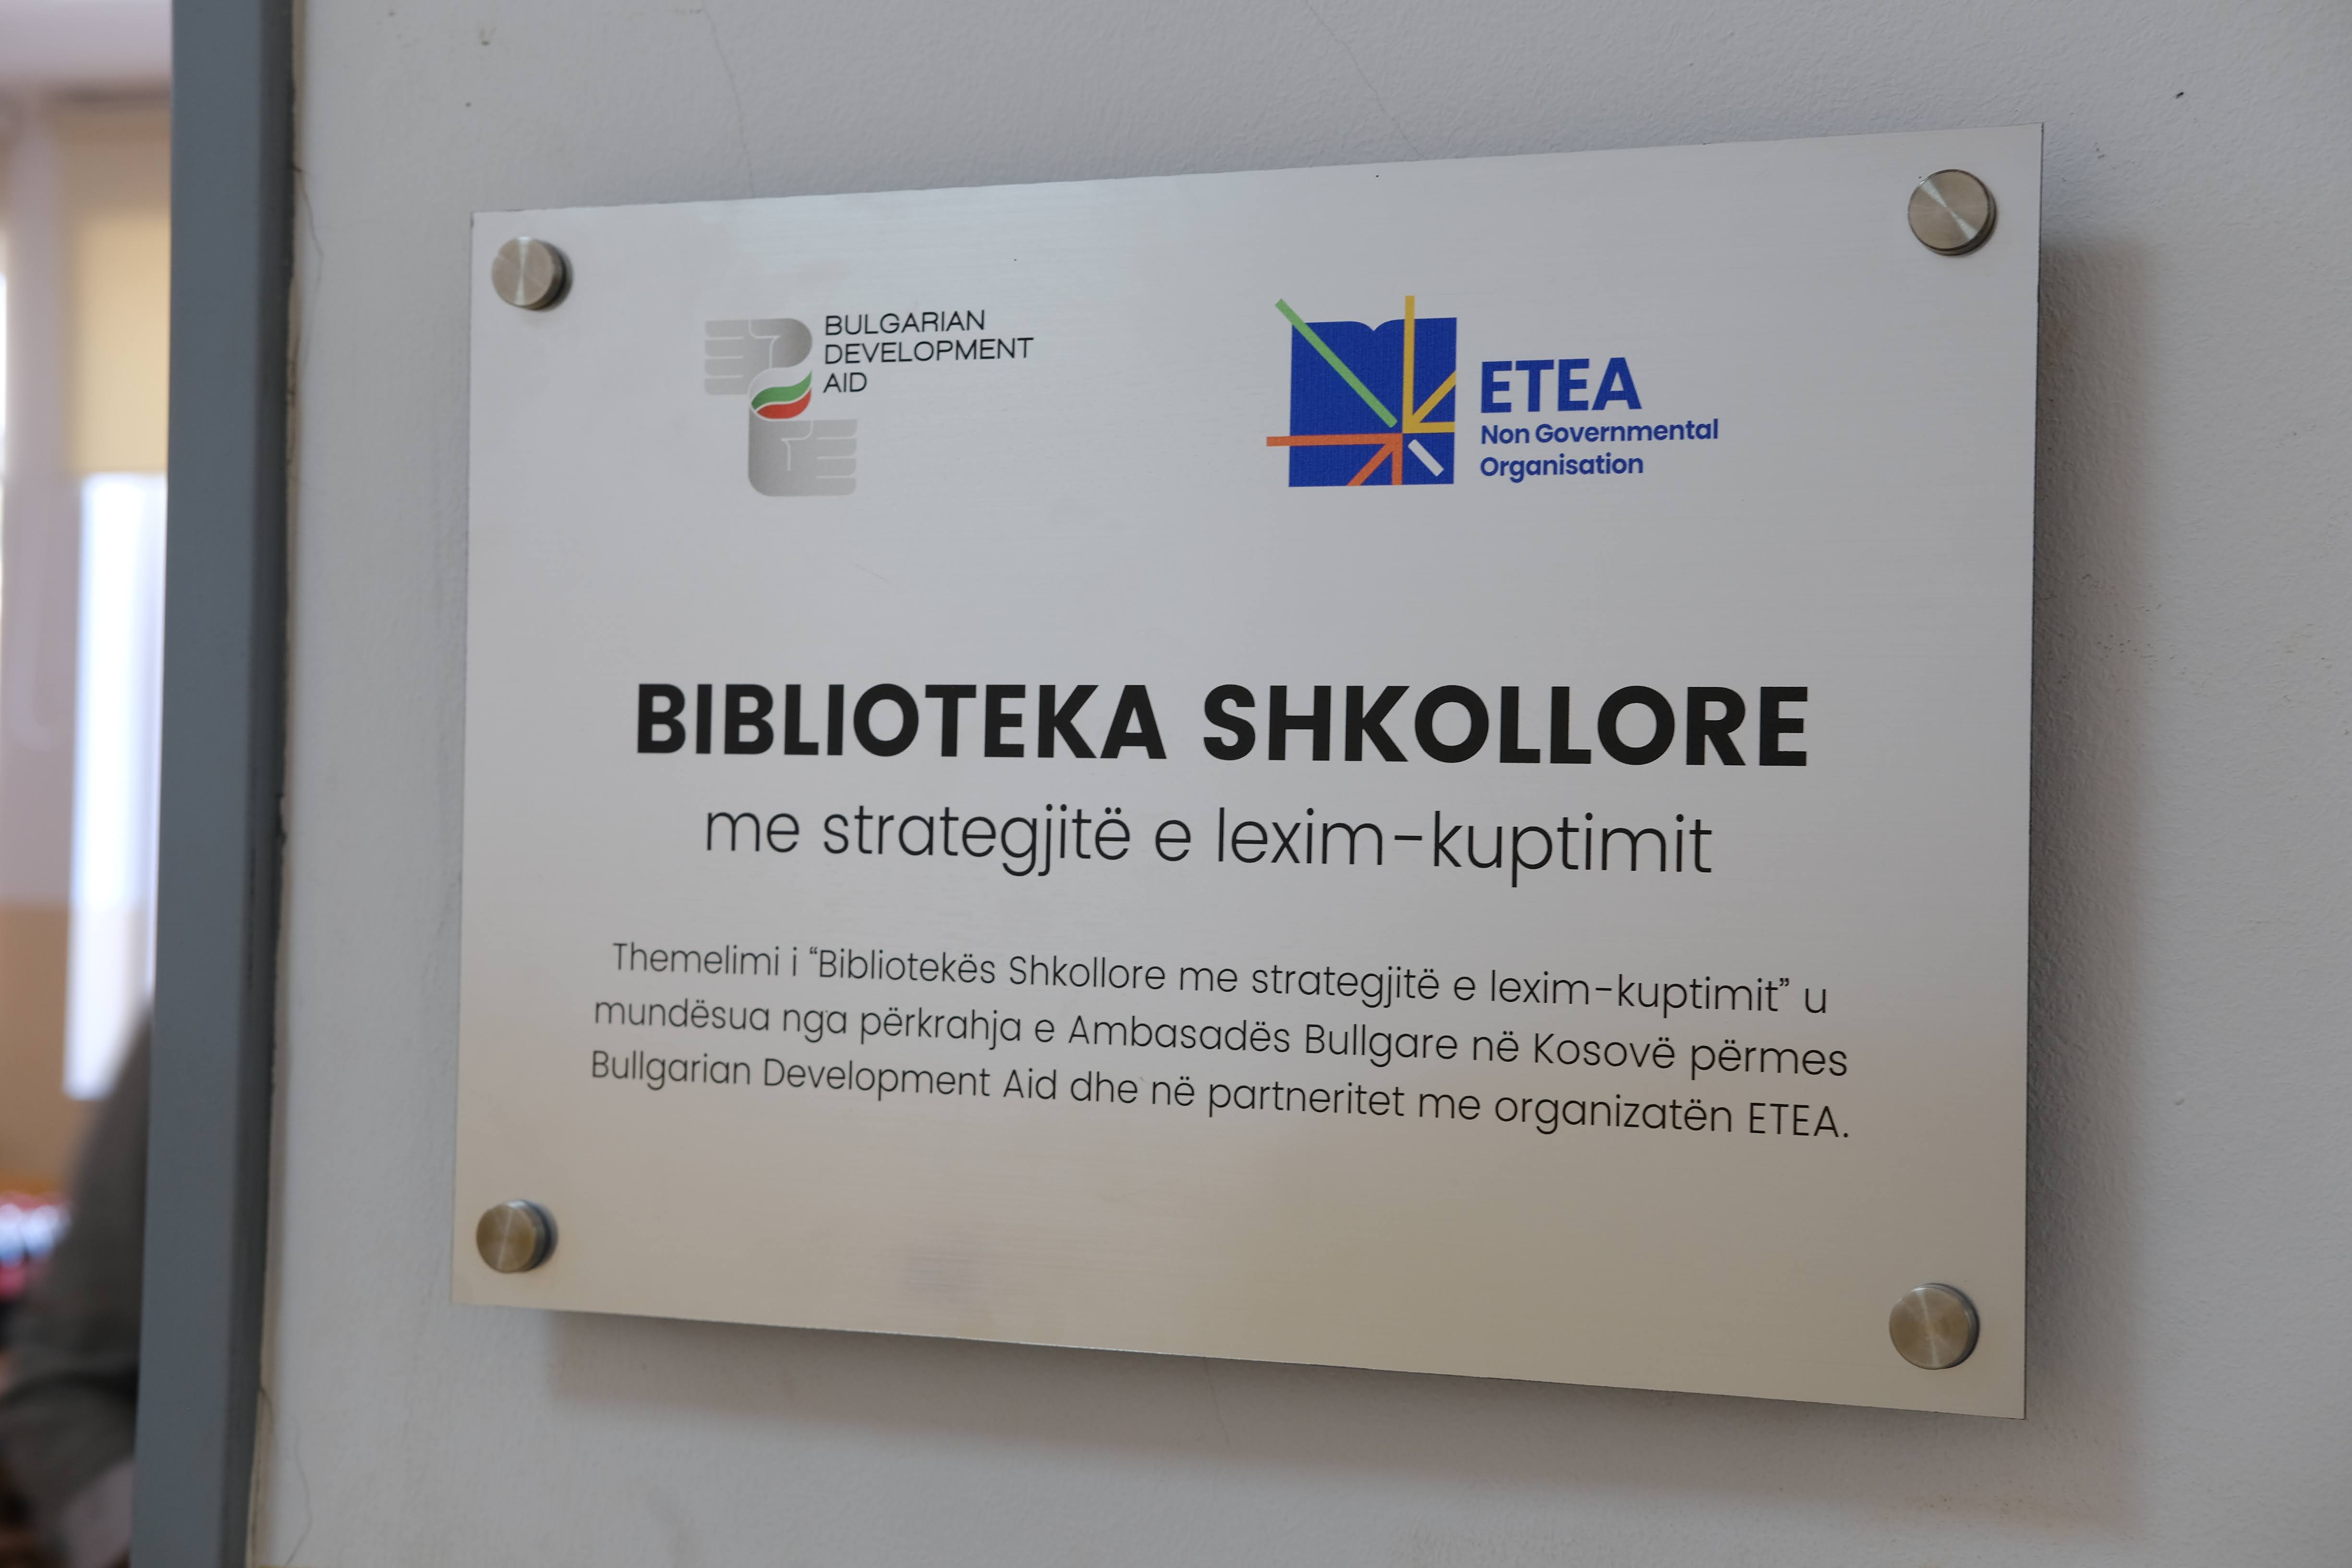 BULGARIAN
DEVELOPMENT
AID
ETEA
Non Governmental
Organisation
BIBLIOTEKA SHKOLLORE
me strategjitë e lexim-kuptimit
Themelimi i “Bibliotekës Shkollore me strategjitë e lexim-kuptimit” u
mundësua nga përkrahja e Ambasadës Bullgare në Kosovë përmes
Bullgarian Development Aid dhe në partneritet me organizatën ETEA.